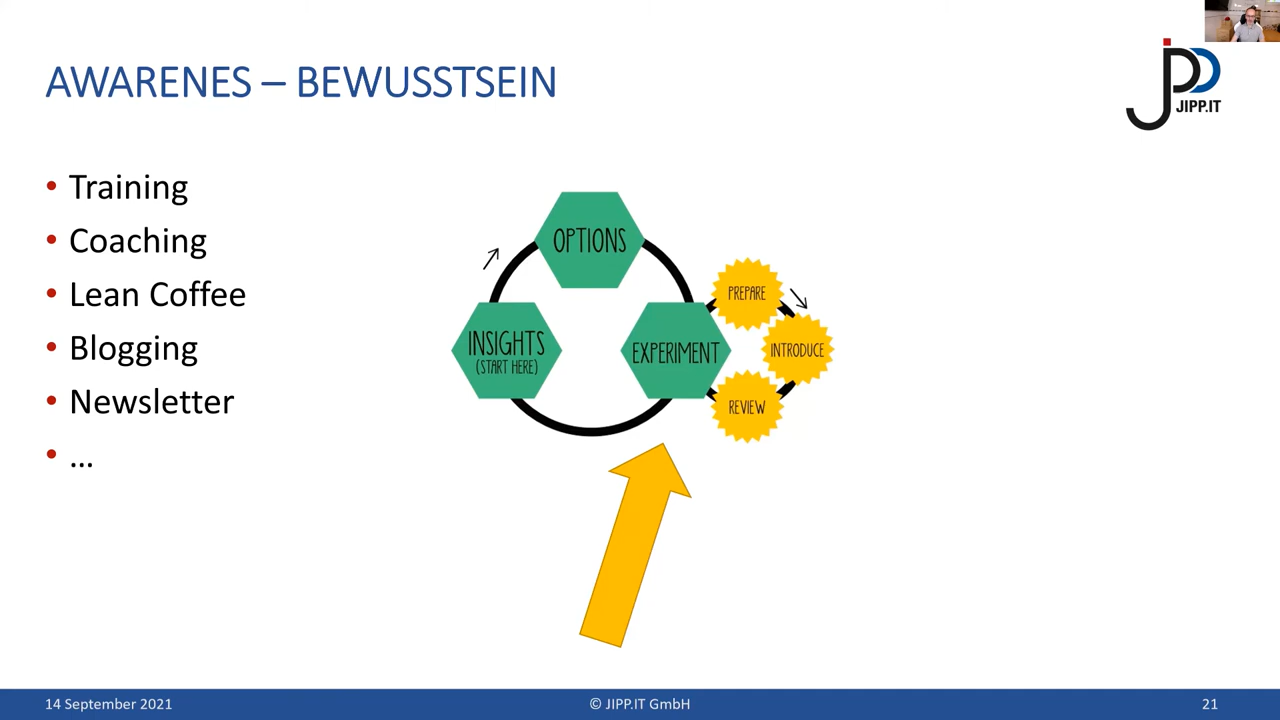 AWARENES – BEWUSSTSEIN
JIPP.IT
• Training
• Coaching
• Lean Coffee
• Blogging
• Newsletter
• ...
OPTIONS
INSIGHTS
(START HERE)
EXPERIMENT
PREPARE
INTRODUCE
REVIEW
14 September 2021
© JIPP.IT GmbH
21